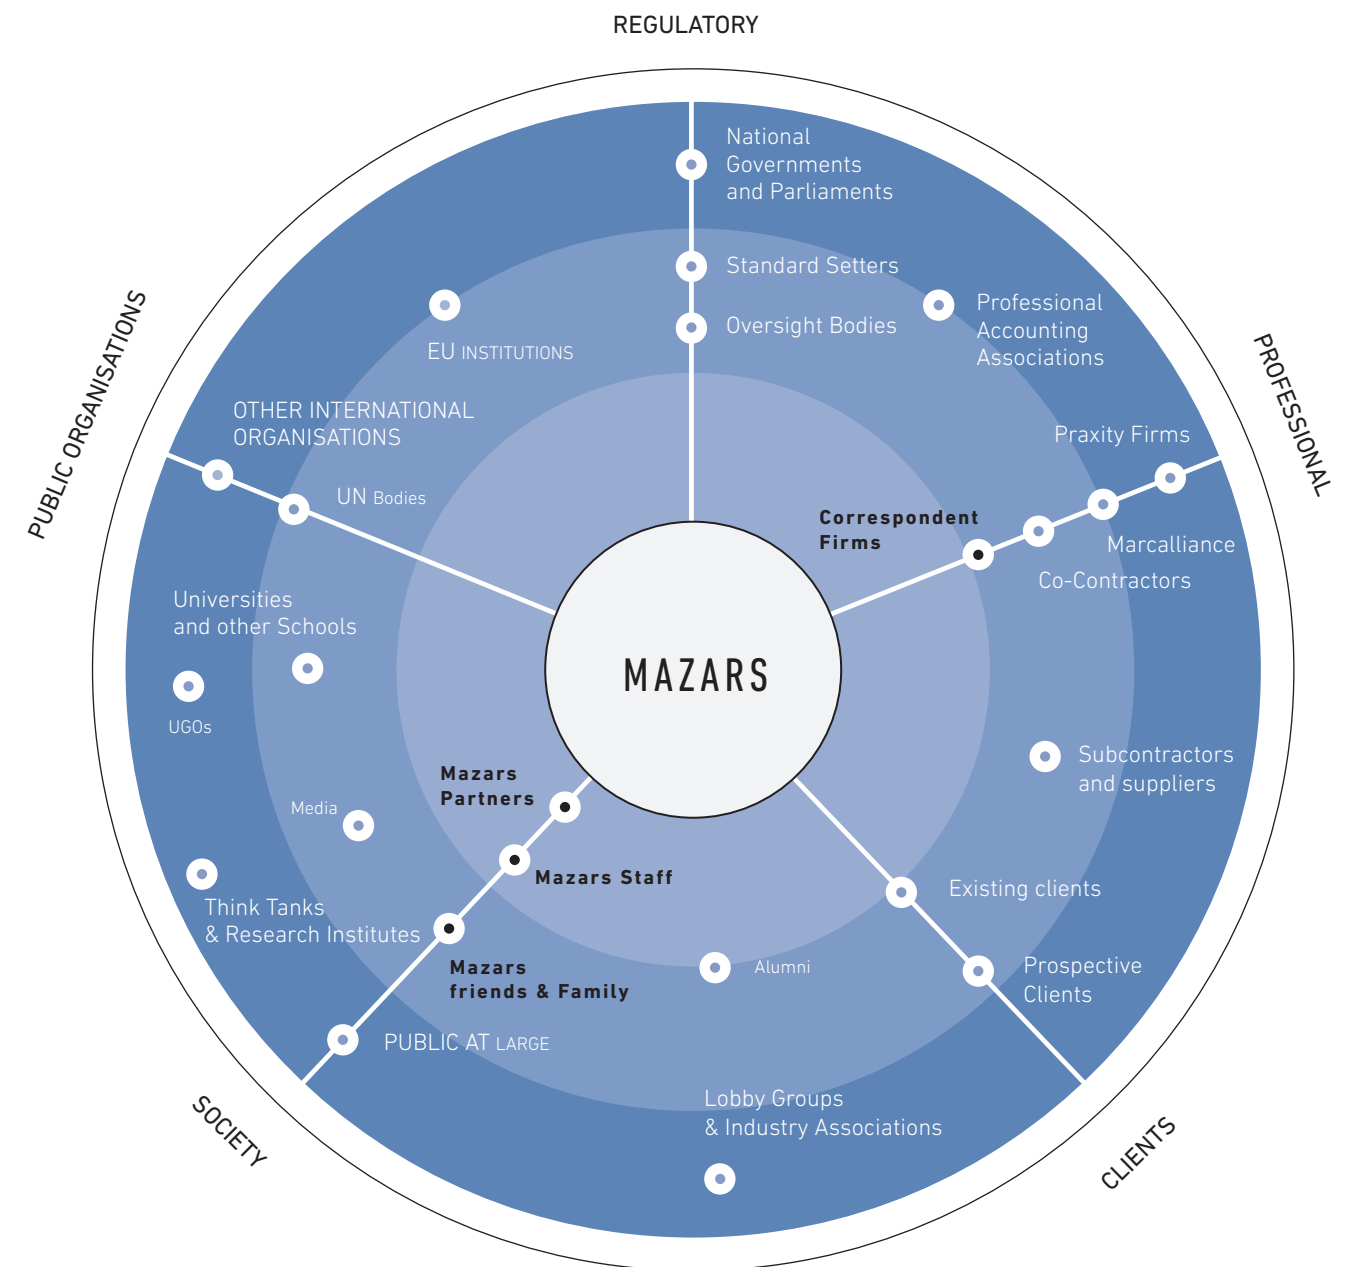 REGULATORY
National
Governments
and Parliaments
Standard Setters
Oversight Bodies
Professional
Accounting
Associations
EU INSTITUTIONS
PUBLIC ORGANISATIONS
PROFESSIONAL
OTHER INTERNATIONAL
ORGANISATIONS
UN Bodies
Praxity Firms
Correspondent
Firms
Marcalliance
Co-Contractors
Universities
and other Schools
UGOs
MAZARS
Subcontractors
and suppliers
Mazars
Partners
Media
Mazars Staff
Existing clients
Think Tanks
& Research Institutes
Mazars
friends & Family
Alumni
Prospective
Clients
PUBLIC AT LARGE
Lobby Groups
& Industry Associations
SOCIETY
CLIENTS